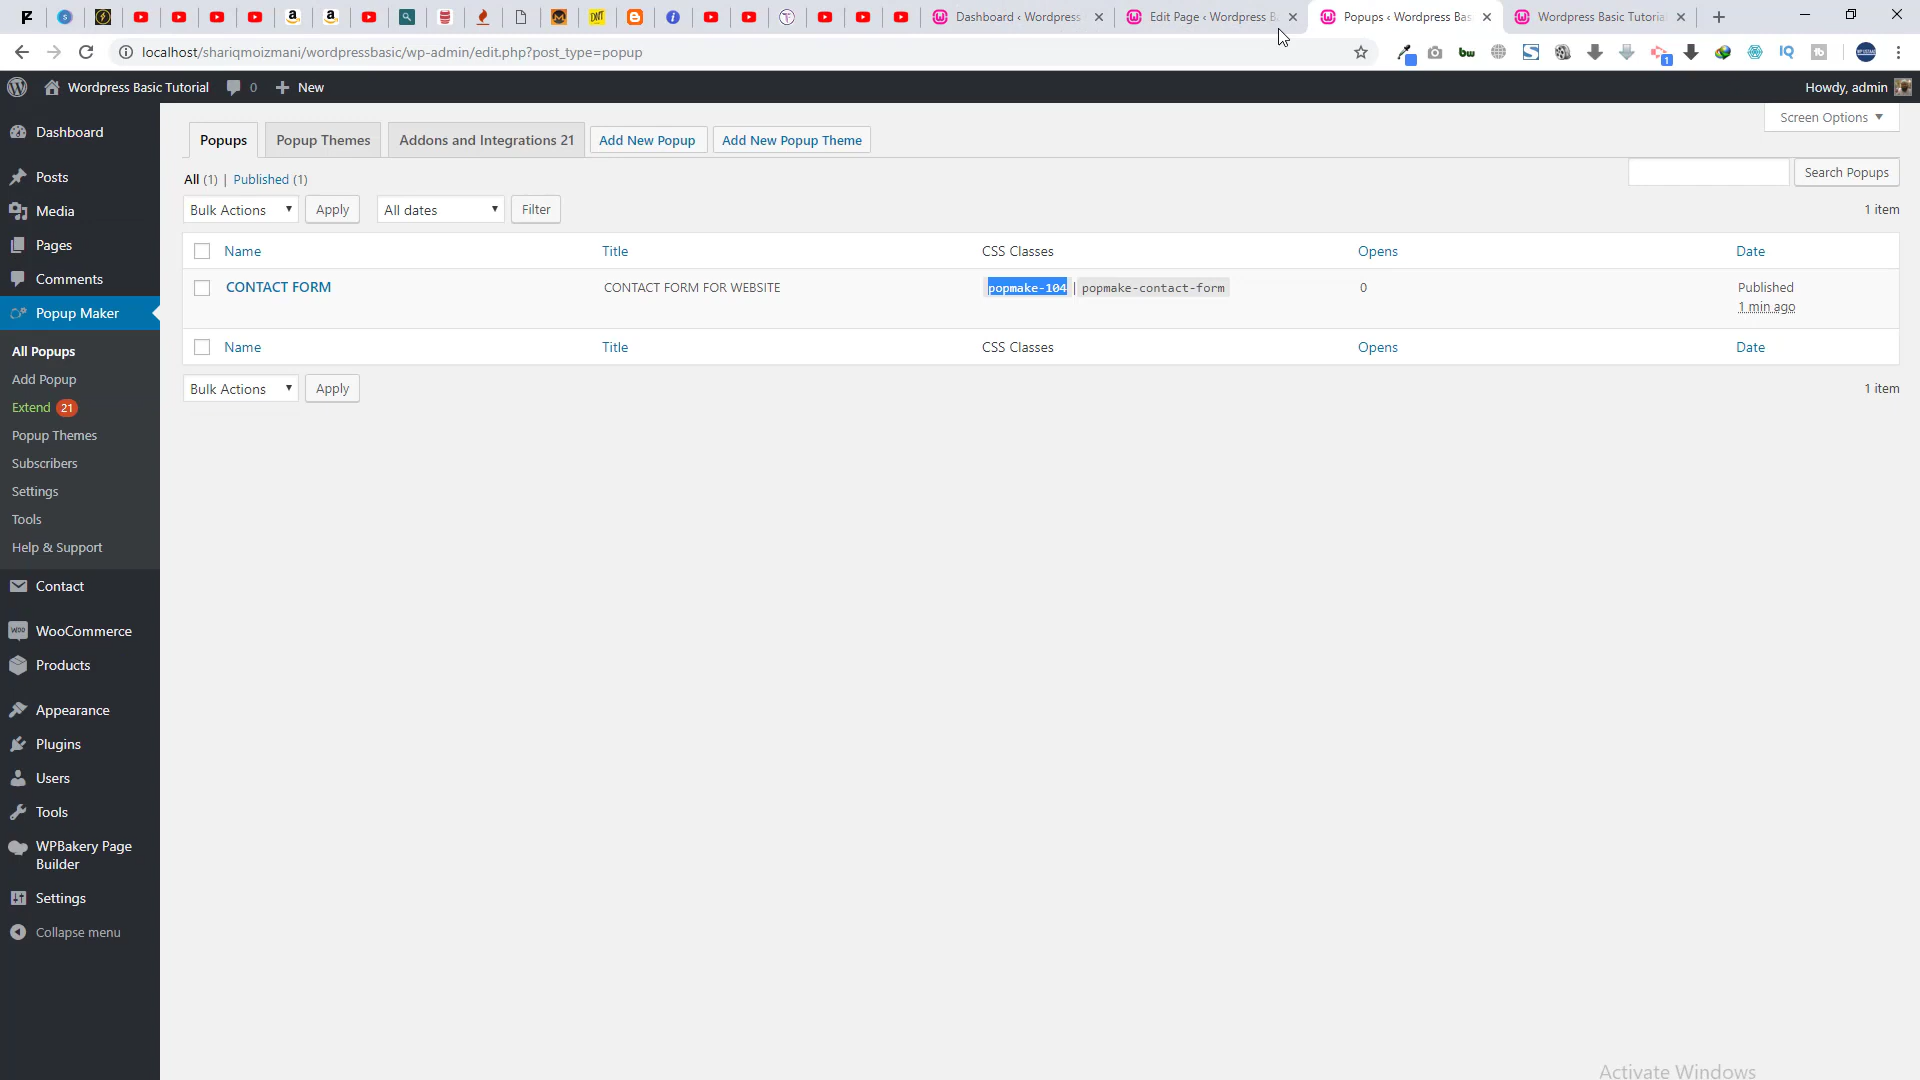 Dashboard ‹ Wordpress
Edit Page ‹ Wordpress B
Popups ‹ Wordpress Bas
Wordpress Basic Tutoria
localhost/shariqmoizmani/wordpressbasic/wp-admin/edit.php?post_type=popup
Wordpress Basic Tutorial 0 New Howdy, admin
Screen Options
Dashboard
Posts
Media
Pages
Comments
Popup Maker
All Popups
Add Popup
Extend 21
Popup Themes
Subscribers
Settings
Tools
Help & Support
Contact
WooCommerce
Products
Appearance
Plugins
Users
Tools
WPBakery Page
Builder
Settings
Collapse menu
Popups Popup Themes Addons and Integrations 21 Add New Popup Add New Popup Theme
All (1) | Published (1)
Search Popups
Bulk Actions Apply All dates Filter 1 item
Name Title CSS Classes Opens Date
CONTACT FORM CONTACT FORM FOR WEBSITE popmake-104 | popmake-contact-form 0 Published
1 min ago
Name Title CSS Classes Opens Date
Bulk Actions Apply 1 item
Activate Windows